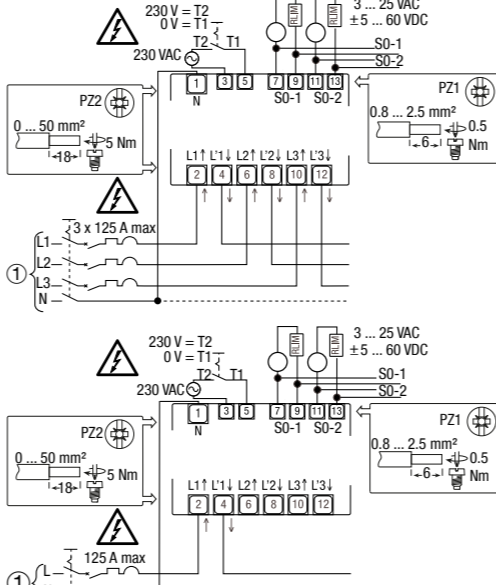 3 ... 25 VAC
230 V = T2
0 V = T1
RLIM RLIM
± 5 ... 60 VDC
T2 T1
S0-1
230 VAC
S0-2
1 3 5 7 9 11 13
N S0-1 S0-2
PZ2
0 ... 50 mm²
5 Nm
18
PZ1
0.8 ... 2.5 mm²
0.5
Nm
6
L1↑ L'1↓ L2↑ L'2↓ L3↑ L'3↓
2 4 6 8 10 12
3 x 125 A max
1
L1
L2
L3
N
230 V = T2
0 V = T1
RLIM RLIM
3 ... 25 VAC
± 5 ... 60 VDC
T2 T1
S0-1
230 VAC
S0-2
1 3 5 7 9 11 13
N S0-1 S0-2
PZ2
0 ... 50 mm²
5 Nm
18
PZ1
0.8 ... 2.5 mm²
0.5
Nm
6
L1↑ L'1↓ L2↑ L'2↓ L3↑ L'3↓
2 4 6 8 10 12
125 A max
1
L